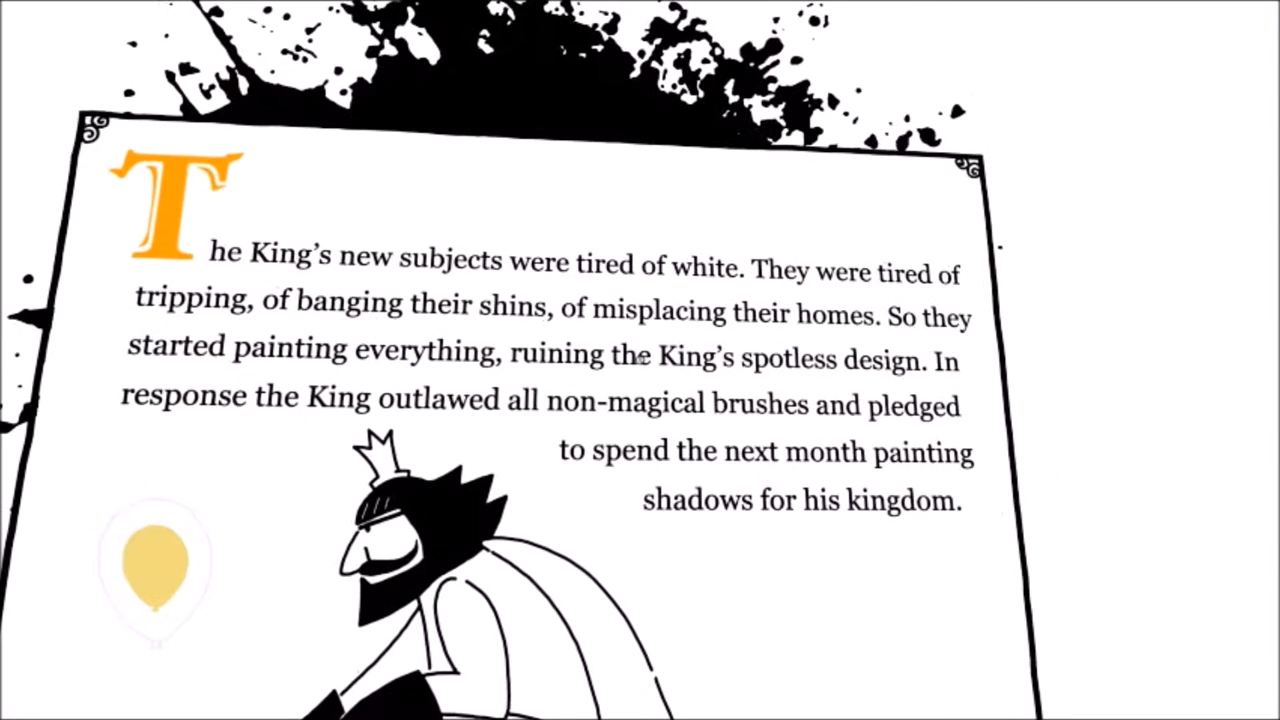 The King’s new subjects were tired of white. They were tired of
tripping, of banging their shins, of misplacing their homes. So they
started painting everything, ruining the King’s spotless design. In
response the King outlawed all non-magical brushes and pledged
to spend the next month painting
shadows for his kingdom.